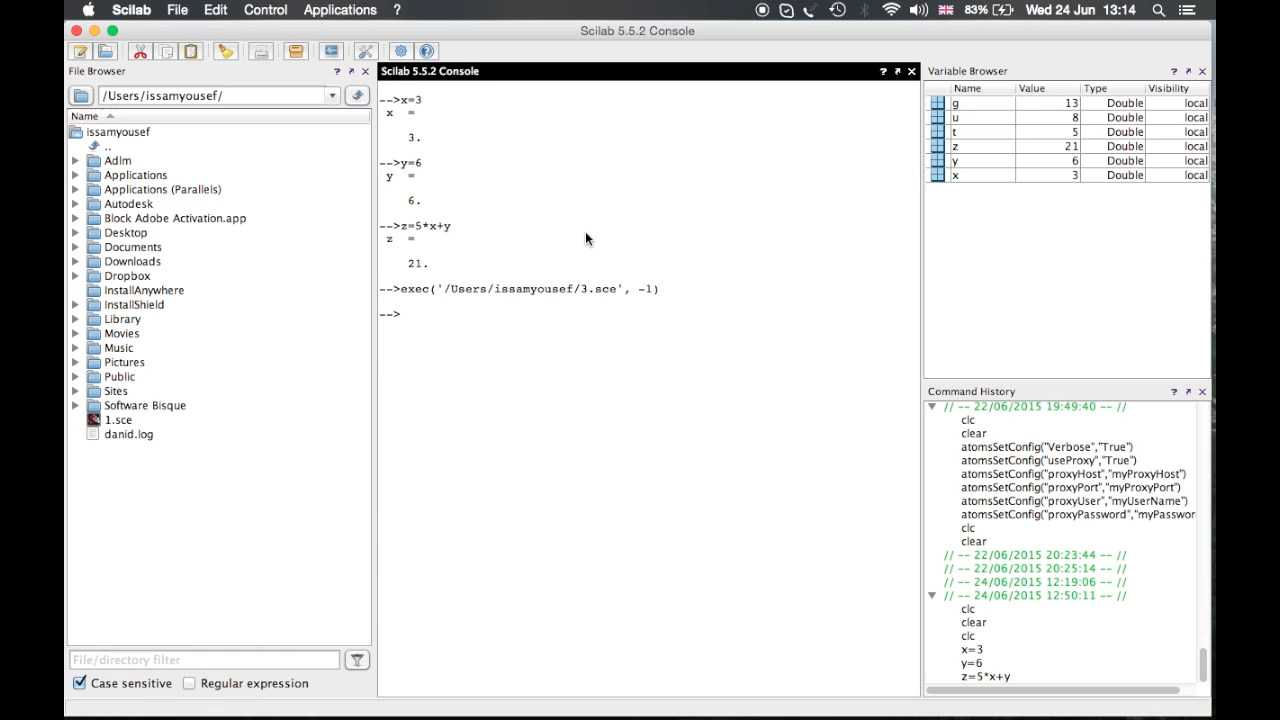 Scilab File Edit Control Applications ? 83% Wed 24 Jun 13:14
Scilab 5.5.2 Console
File Browser ? Scilab 5.5.2 Console ? Variable Browser ?
/Users/issamyousef/
Name
issamyousef
..
Adlm
Applications
Applications (Parallels)
Autodesk
Block Adobe Activation.app
Desktop
Documents
Downloads
Dropbox
InstallAnywhere
InstallShield
Library
Movies
Music
Pictures
Public
Sites
Software Bisque
1.sce
danid.log
File/directory filter
Case sensitive Regular expression
-->x=3
x =
3.
-->y=6
y =
6.
-->z=5*x+y
z =
21.
-->exec('/Users/issamyousef/3.sce', -1)
-->
Name Value Type Visibility
g 13 Double local
u 8 Double local
t 5 Double local
z 21 Double local
y 6 Double local
x 3 Double local
Command History ?
// -- 22/06/2015 19:49:40 -- //
clc
clear
atomsSetConfig("Verbose","True")
atomsSetConfig("useProxy","True")
atomsSetConfig("proxyHost","myProxyHost")
atomsSetConfig("proxyPort","myProxyPort")
atomsSetConfig("proxyUser","myUserName")
atomsSetConfig("proxyPassword","myPasswor
clc
clear
// -- 22/06/2015 20:23:44 -- //
// -- 22/06/2015 20:25:14 -- //
// -- 24/06/2015 12:19:06 -- //
// -- 24/06/2015 12:50:11 -- //
clc
clear
clc
x=3
y=6
z=5*x+y